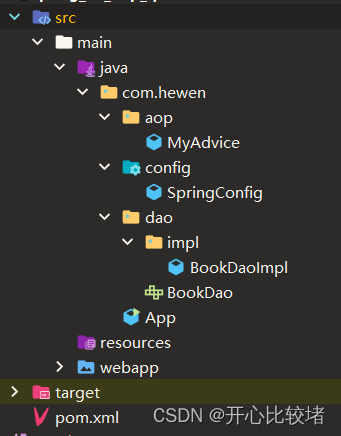 src
main
java
com.hewen
aop
MyAdvice
config
SpringConfig
dao
impl
BookDaoImpl
BookDao
App
resources
webapp
target
pom.xml
CSDN @开心比较堵